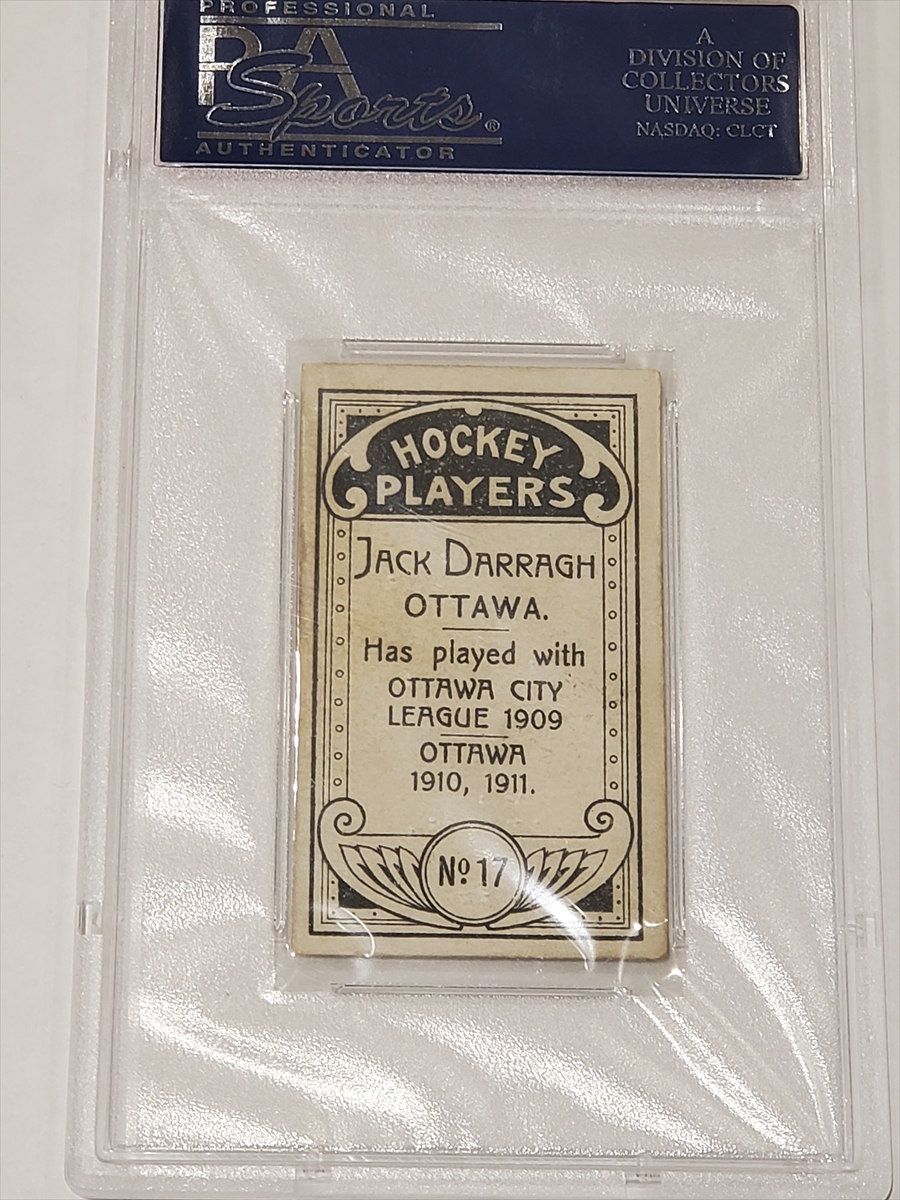 PROFESSIONAL
PSA
Sports®
AUTHENTICATOR
A
DIVISION OF
COLLECTORS
UNIVERSE
NASDAQ: CLCT
HOCKEY
PLAYERS
JACK DARRAGH
OTTAWA.
Has played with
OTTAWA CITY
LEAGUE 1909
OTTAWA
1910, 1911.
Nº 17